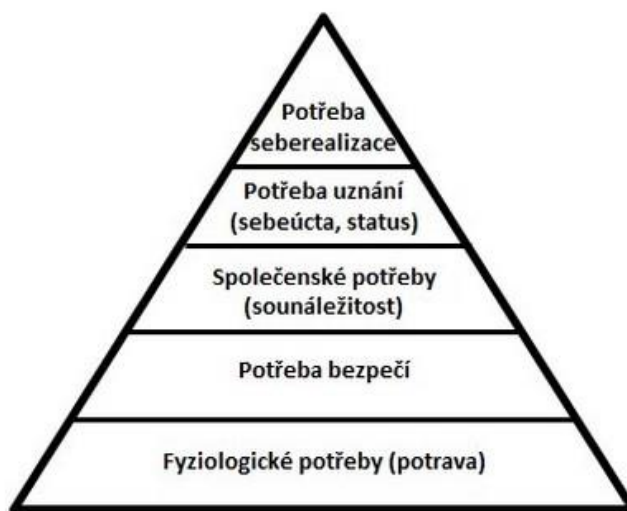 Potřeba
seberealizace
Potřeba uznání
(sebeúcta, status)
Společenské potřeby
(sounáležitost)
Potřeba bezpečí
Fyziologické potřeby (potrava)